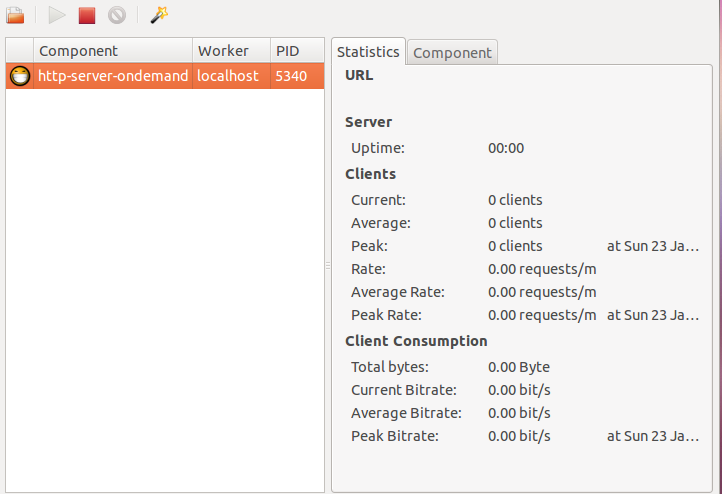 Component Worker PID
http-server-ondemand localhost 5340
Statistics Component
URL
Server
Uptime: 00:00
Clients
Current: 0 clients
Average: 0 clients
Peak: 0 clients at Sun 23 Ja...
Rate: 0.00 requests/m
Average Rate: 0.00 requests/m
Peak Rate: 0.00 requests/m at Sun 23 Ja...
Client Consumption
Total bytes: 0.00 Byte
Current Bitrate: 0.00 bit/s
Average Bitrate: 0.00 bit/s
Peak Bitrate: 0.00 bit/s at Sun 23 Ja...